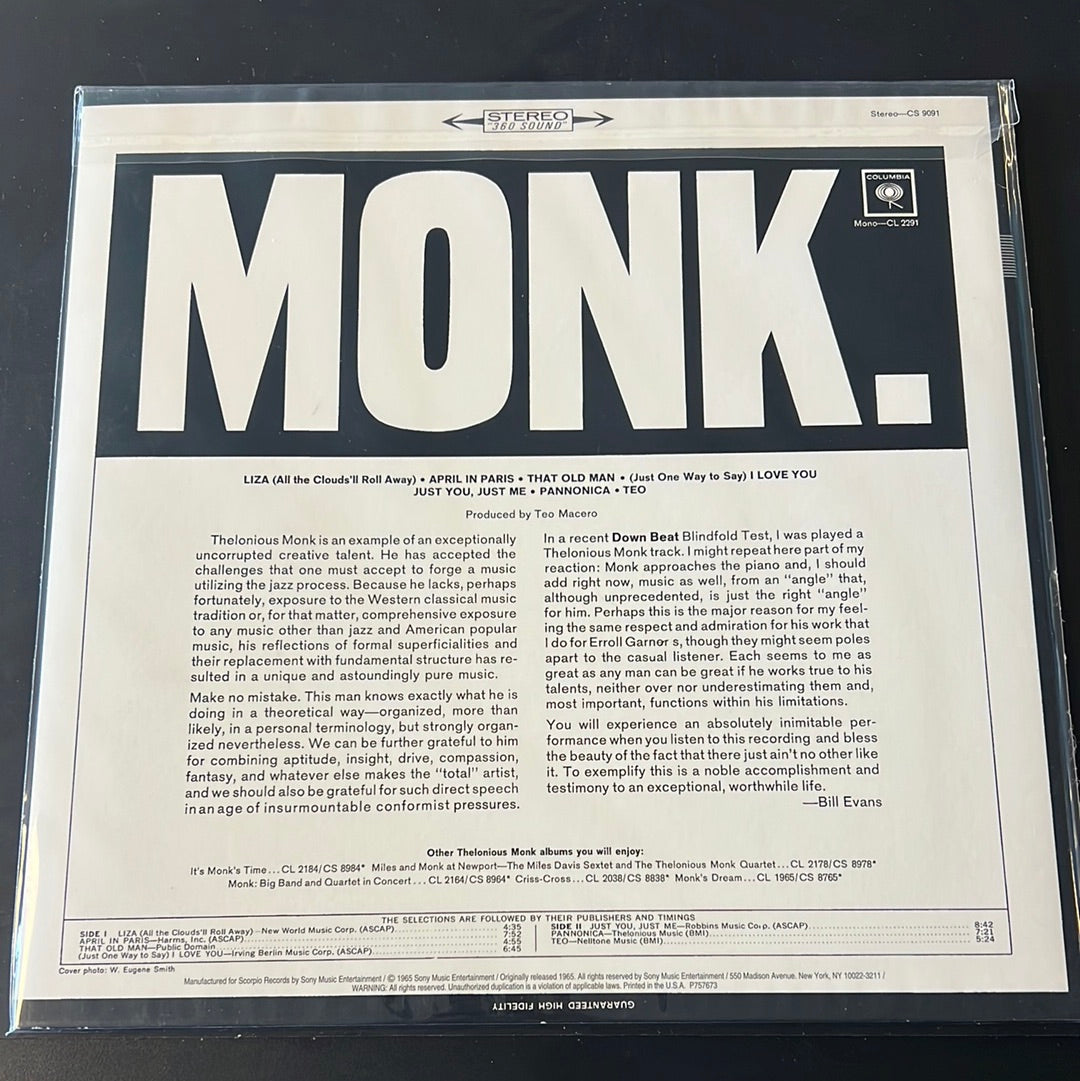 STEREO
"360 SOUND"
Stereo—CS 9091
MONK.
COLUMBIA
Mono—CL 2291
LIZA (All the Clouds'll Roll Away) • APRIL IN PARIS • THAT OLD MAN • (Just One Way to Say) I LOVE YOU
JUST YOU, JUST ME • PANNONICA • TEO
Produced by Teo Macero
Thelonious Monk is an example of an exceptionally
uncorrupted creative talent. He has accepted the
challenges that one must accept to forge a music
utilizing the jazz process. Because he lacks, perhaps
fortunately, exposure to the Western classical music
tradition or, for that matter, comprehensive exposure
to any music other than jazz and American popular
music, his reflections of formal superficialities and
their replacement with fundamental structure has re-
sulted in a unique and astoundingly pure music.
Make no mistake. This man knows exactly what he is
doing in a theoretical way—organized, more than
likely, in a personal terminology, but strongly organ-
ized nevertheless. We can be further grateful to him
for combining aptitude, insight, drive, compassion,
fantasy, and whatever else makes the "total" artist,
and we should also be grateful for such direct speech
in an age of insurmountable conformist pressures.
In a recent Down Beat Blindfold Test, I was played a
Thelonious Monk track. I might repeat here part of my
reaction: Monk approaches the piano and, I should
add right now, music as well, from an "angle" that,
although unprecedented, is just the right "angle"
for him. Perhaps this is the major reason for my feel-
ing the same respect and admiration for his work that
I do for Erroll Garner s, though they might seem poles
apart to the casual listener. Each seems to me as
great as any man can be great if he works true to his
talents, neither over nor underestimating them and,
most important, functions within his limitations.
You will experience an absolutely inimitable per-
formance when you listen to this recording and bless
the beauty of the fact that there just ain't no other like
it. To exemplify this is a noble accomplishment and
testimony to an exceptional, worthwhile life.
—Bill Evans
Other Thelonious Monk albums you will enjoy:
It's Monk's Time...CL 2184/CS 8984* Miles and Monk at Newport—The Miles Davis Sextet and The Thelonious Monk Quartet...CL 2178/CS 8978*
Monk: Big Band and Quartet in Concert...CL 2164/CS 8964* Criss-Cross...CL 2038/CS 8838* Monk's Dream...CL 1965/CS 8765*
THE SELECTIONS ARE FOLLOWED BY THEIR PUBLISHERS AND TIMINGS
SIDE I LIZA (All the Clouds'll Roll Away)—New World Music Corp. (ASCAP) 4:35
APRIL IN PARIS—Harms, Inc. (ASCAP) 7:52
THAT OLD MAN—Public Domain 4:55
(Just One Way to Say) I LOVE YOU—Irving Berlin Music Corp. (ASCAP) 6:45
SIDE II JUST YOU, JUST ME—Robbins Music Corp. (ASCAP) 8:42
PANNONICA—Thelonious Music (BMI) 7:21
TEO—Nelltone Music (BMI) 5:24
Cover photo: W. Eugene Smith
Manufactured for Scorpio Records by Sony Music Entertainment / © 1965 Sony Music Entertainment / Originally released 1965. All rights reserved by Sony Music Entertainment / 550 Madison Avenue. New York, NY 10022-3211 /
WARNING: All rights reserved. Unauthorized duplication is a violation of applicable laws. Printed in the U.S.A. P757673
GUARANTEED HIGH FIDELITY